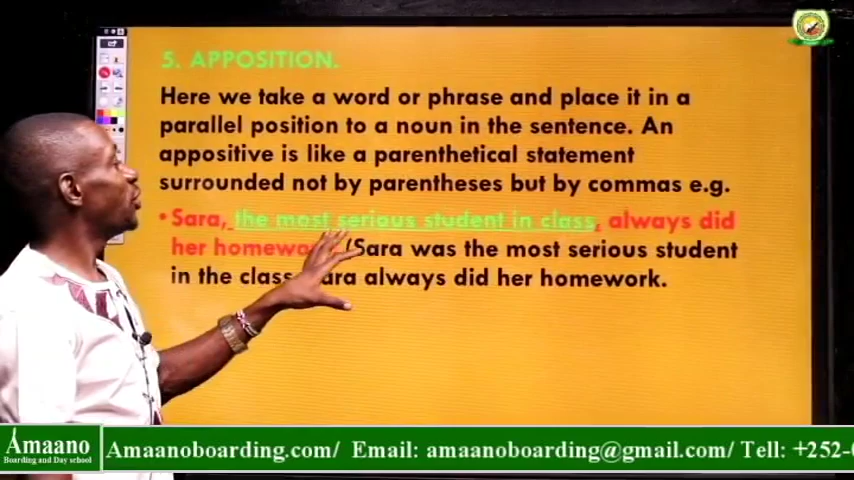 5. APPOSITION.
Here we take a word or phrase and place it in a
parallel position to a noun in the sentence. An
appositive is like a parenthetical statement
surrounded not by parentheses but by commas e.g.
• Sara, the most serious student in class, always did
her homewor (Sara was the most serious student
in the class ara always did her homework.
Amaano
Boarding and Day school
Amaanoboarding.com/ Email: amaanoboarding@gmail.com/ Tell: +252-